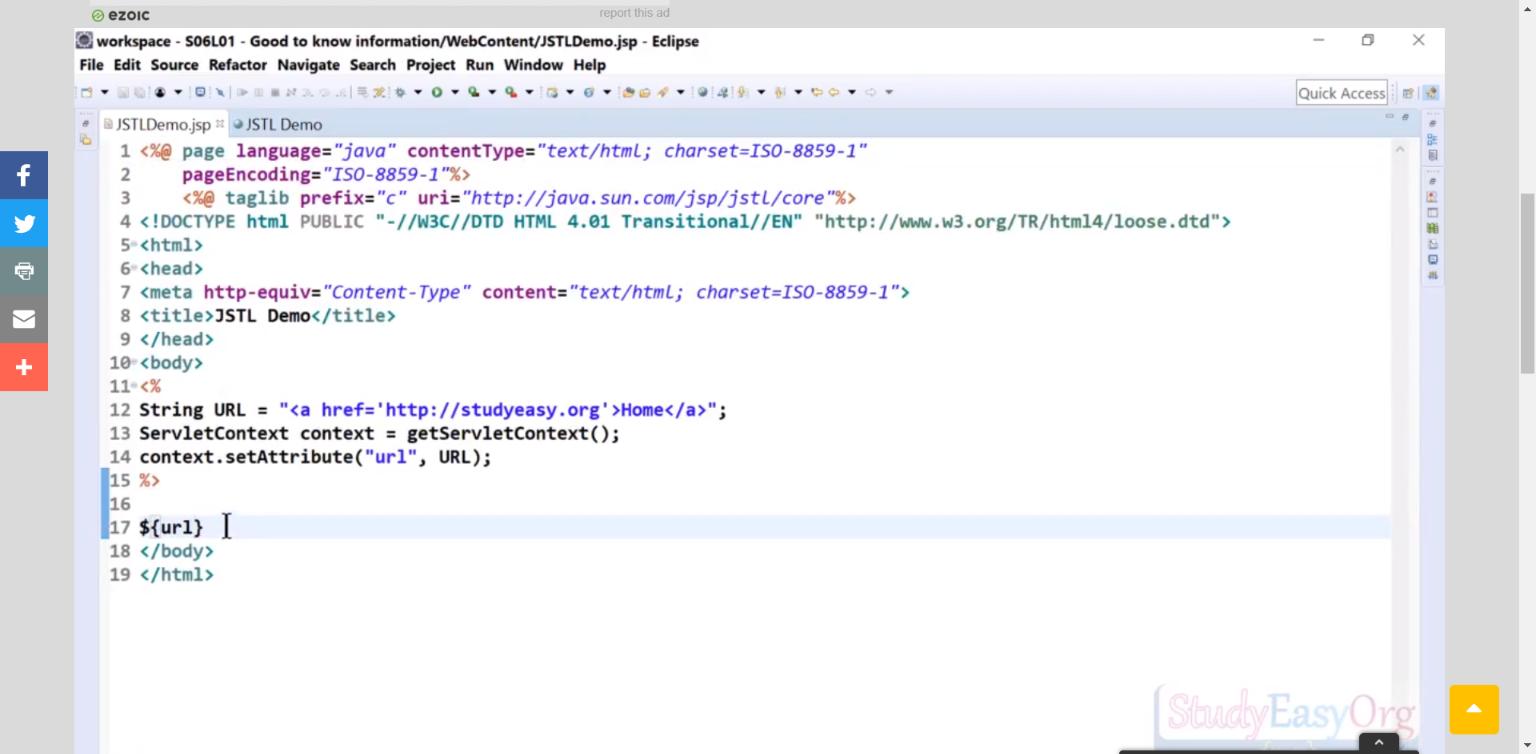 ezoic
report this ad
workspace - S06L01 - Good to know information/WebContent/JSTLDemo.jsp - Eclipse
File Edit Source Refactor Navigate Search Project Run Window Help
Quick Access
JSTLDemo.jsp JSTL Demo
1 <%@ page language="java" contentType="text/html; charset=ISO-8859-1"
2 pageEncoding="ISO-8859-1"%>
3 <%@ taglib prefix="c" uri="http://java.sun.com/jsp/jstl/core"%>
4 <!DOCTYPE html PUBLIC "-//W3C//DTD HTML 4.01 Transitional//EN" "http://www.w3.org/TR/html4/loose.dtd">
5 <html>
6 <head>
7 <meta http-equiv="Content-Type" content="text/html; charset=ISO-8859-1">
8 <title>JSTL Demo</title>
9 </head>
10 <body>
11 <%
12 String URL = "<a href='http://studyeasy.org'>Home</a>";
13 ServletContext context = getServletContext();
14 context.setAttribute("url", URL);
15 %>
16
17 ${url}
18 </body>
19 </html>
StudyEasyOrg